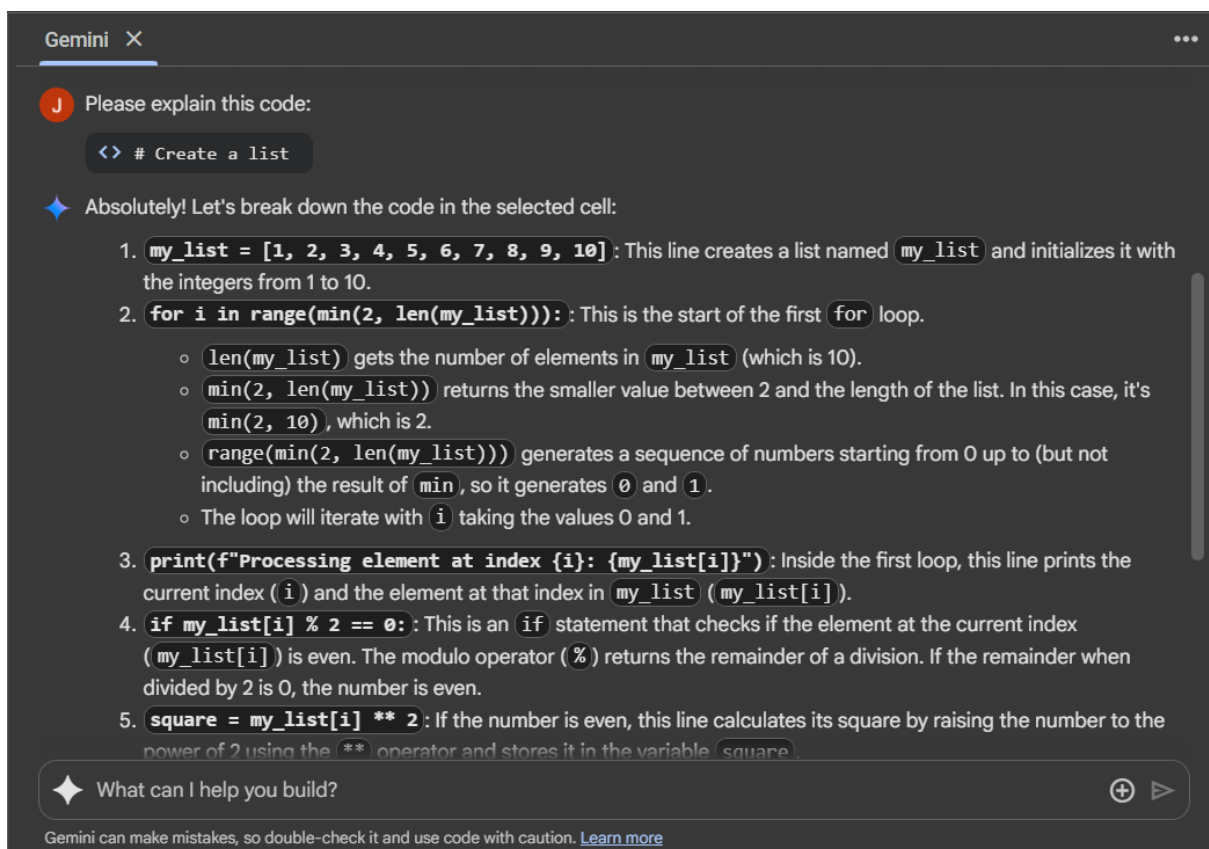 Gemini
J Please explain this code:
<> # Create a list
Absolutely! Let's break down the code in the selected cell:
1. my_list = [1, 2, 3, 4, 5, 6, 7, 8, 9, 10]: This line creates a list named my_list and initializes it with
the integers from 1 to 10.
2. for i in range(min(2, len(my_list))):: This is the start of the first for loop.
○ len(my_list) gets the number of elements in my_list (which is 10).
○ min(2, len(my_list)) returns the smaller value between 2 and the length of the list. In this case, it's
min(2, 10), which is 2.
○ range(min(2, len(my_list))) generates a sequence of numbers starting from 0 up to (but not
including) the result of min, so it generates 0 and 1.
○ The loop will iterate with i taking the values 0 and 1.
3. print(f"Processing element at index {i}: {my_list[i]}"): Inside the first loop, this line prints the
current index (i) and the element at that index in my_list (my_list[i]).
4. if my_list[i] % 2 == 0:: This is an if statement that checks if the element at the current index
(my_list[i]) is even. The modulo operator (%) returns the remainder of a division. If the remainder when
divided by 2 is 0, the number is even.
5. square = my_list[i] ** 2: If the number is even, this line calculates its square by raising the number to the
power of 2 using the ** operator and stores it in the variable square.
What can I help you build?
Gemini can make mistakes, so double-check it and use code with caution. Learn more